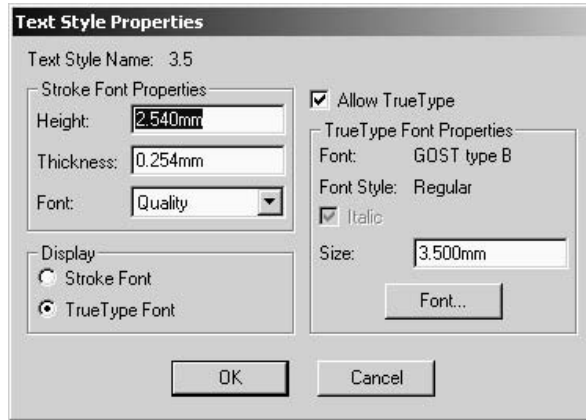 Text Style Properties
Text Style Name: 3.5
Stroke Font Properties
Height: 2.540mm
Thickness: 0.254mm
Font: Quality
Display
Stroke Font
TrueType Font
Allow TrueType
TrueType Font Properties
Font: GOST type B
Font Style: Regular
Italic
Size: 3.500mm
Font...
OK
Cancel